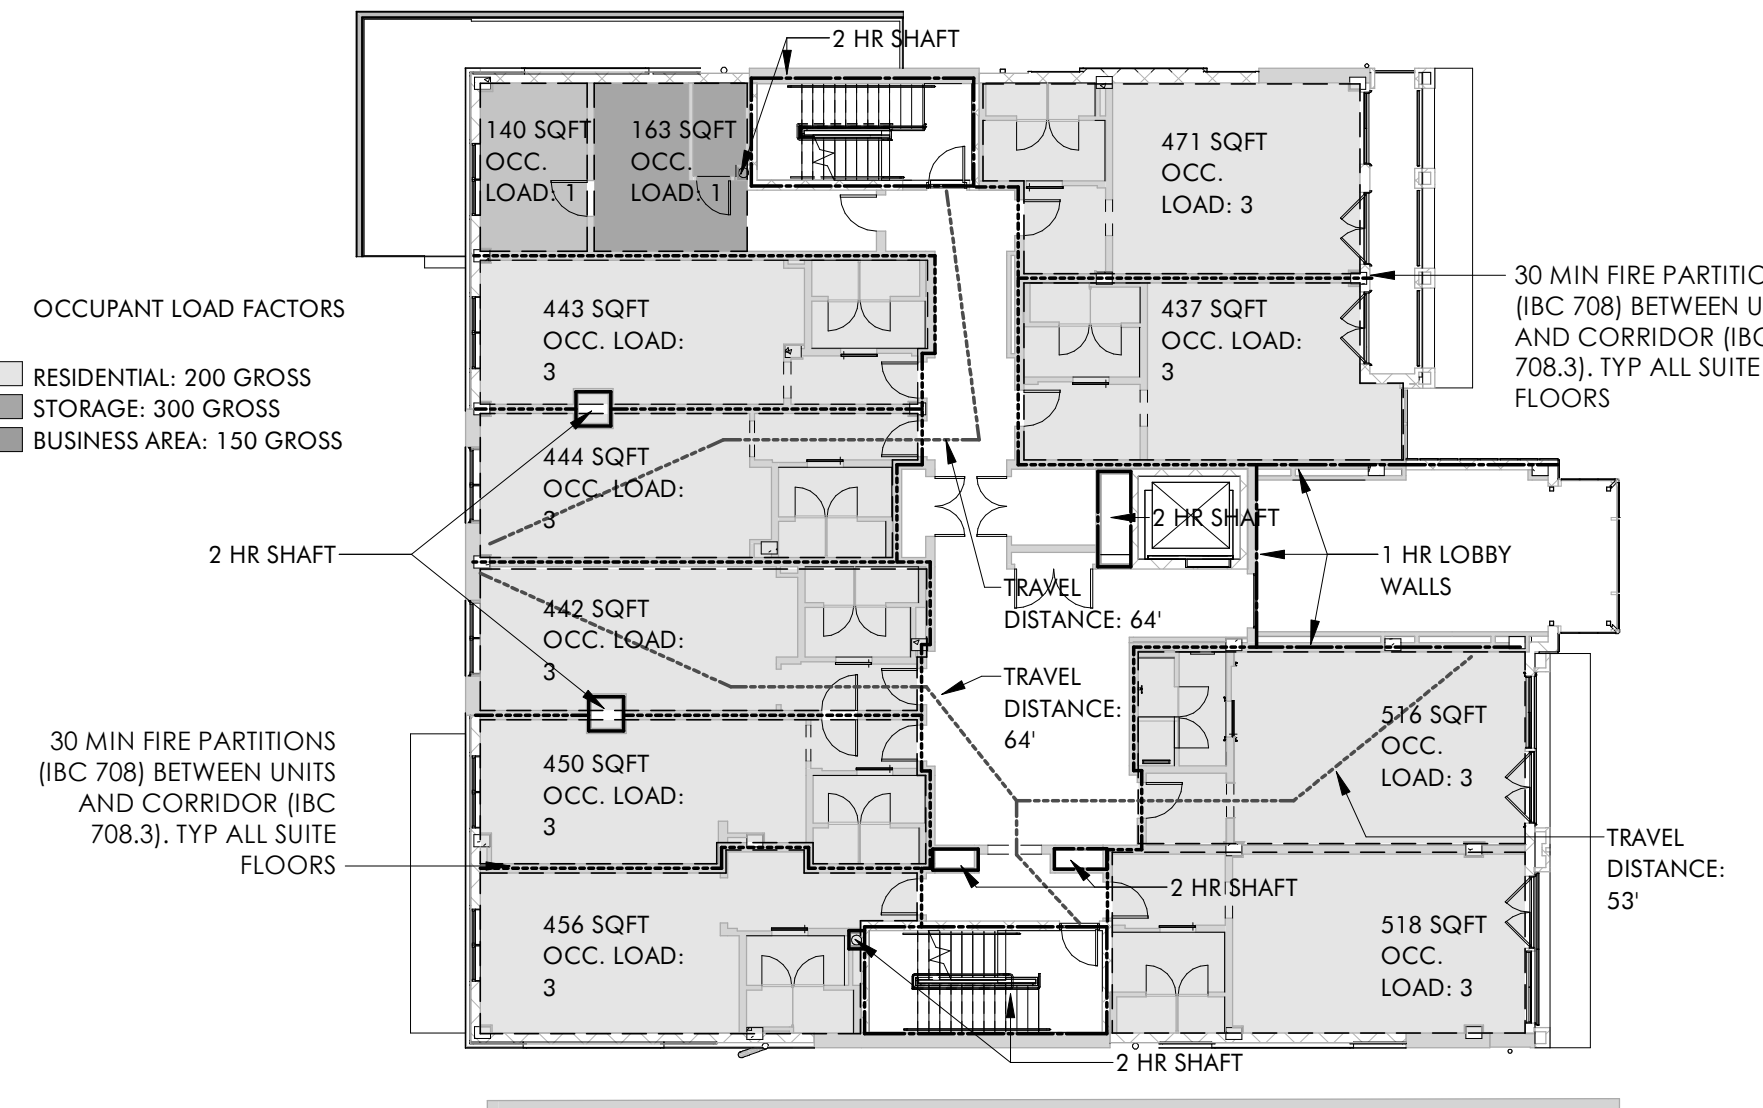 2 HR SHAFT
140 SQFT
OCC.
LOAD: 1
163 SQFT
OCC.
LOAD: 1
471 SQFT
OCC.
LOAD: 3
OCCUPANT LOAD FACTORS
RESIDENTIAL: 200 GROSS
STORAGE: 300 GROSS
BUSINESS AREA: 150 GROSS
443 SQFT
OCC. LOAD:
3
437 SQFT
OCC. LOAD:
3
30 MIN FIRE PARTITIO
(IBC 708) BETWEEN U
AND CORRIDOR (IBC
708.3). TYP ALL SUITE
FLOORS
444 SQFT
OCC. LOAD:
3
2 HR SHAFT
2 HR SHAFT
1 HR LOBBY
WALLS
TRAVEL
DISTANCE: 64'
442 SQFT
OCC. LOAD:
3
TRAVEL
DISTANCE:
64'
516 SQFT
OCC.
LOAD: 3
30 MIN FIRE PARTITIONS
(IBC 708) BETWEEN UNITS
AND CORRIDOR (IBC
708.3). TYP ALL SUITE
FLOORS
450 SQFT
OCC. LOAD:
3
TRAVEL
DISTANCE:
53'
2 HR SHAFT
456 SQFT
OCC. LOAD:
3
518 SQFT
OCC.
LOAD: 3
2 HR SHAFT